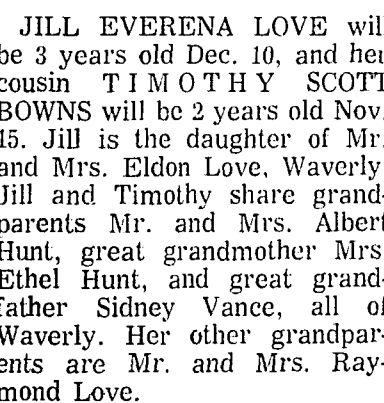 JILL EVERENA LOVE wil
be 3 years old Dec. 10, and her
cousin TIMOTHY SCOTT
BOWNS will be 2 years old Nov.
15. Jill is the daughter of Mr.
and Mrs. Eldon Love, Waverly
Jill and Timothy share grand-
parents Mr. and Mrs. Albert
Hunt, great grandmother Mrs
Ethel Hunt, and great grand-
father Sidney Vance, all of
Waverly. Her other grandpar-
ents are Mr. and Mrs. Ray-
mond Love.